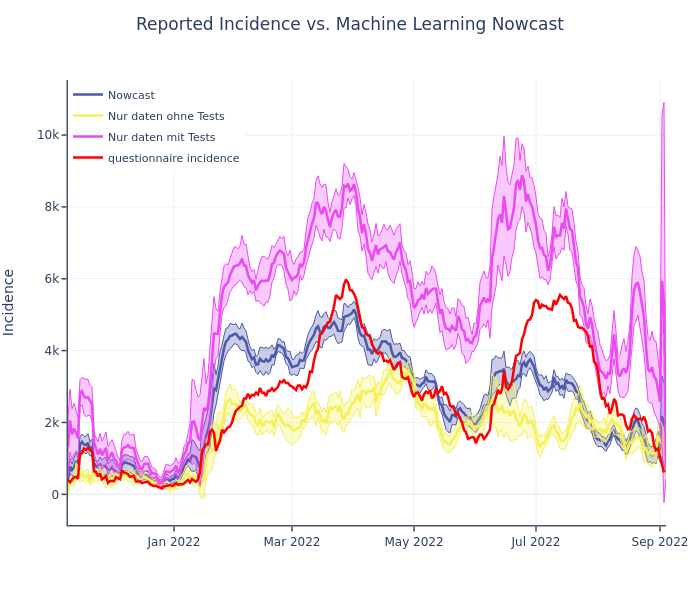 Reported Incidence vs. Machine Learning Nowcast
Nowcast
Nur daten ohne Tests
Nur daten mit Tests
questionnaire incidence
Incidence
10k
8k
6k
4k
2k
0
Jan 2022
Mar 2022
May 2022
Jul 2022
Sep 2022